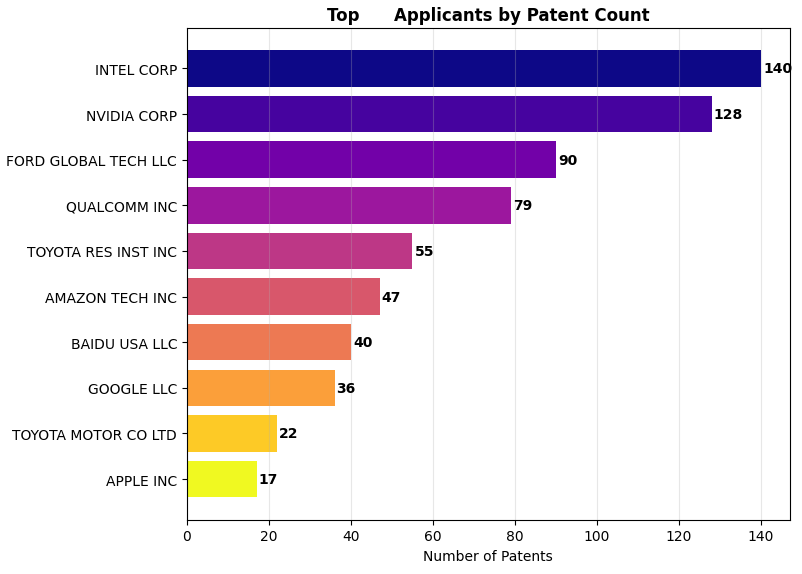 Top Applicants by Patent Count
INTEL CORP 140
NVIDIA CORP 128
FORD GLOBAL TECH LLC 90
QUALCOMM INC 79
TOYOTA RES INST INC 55
AMAZON TECH INC 47
BAIDU USA LLC 40
GOOGLE LLC 36
TOYOTA MOTOR CO LTD 22
APPLE INC 17
0 20 40 60 80 100 120 140
Number of Patents